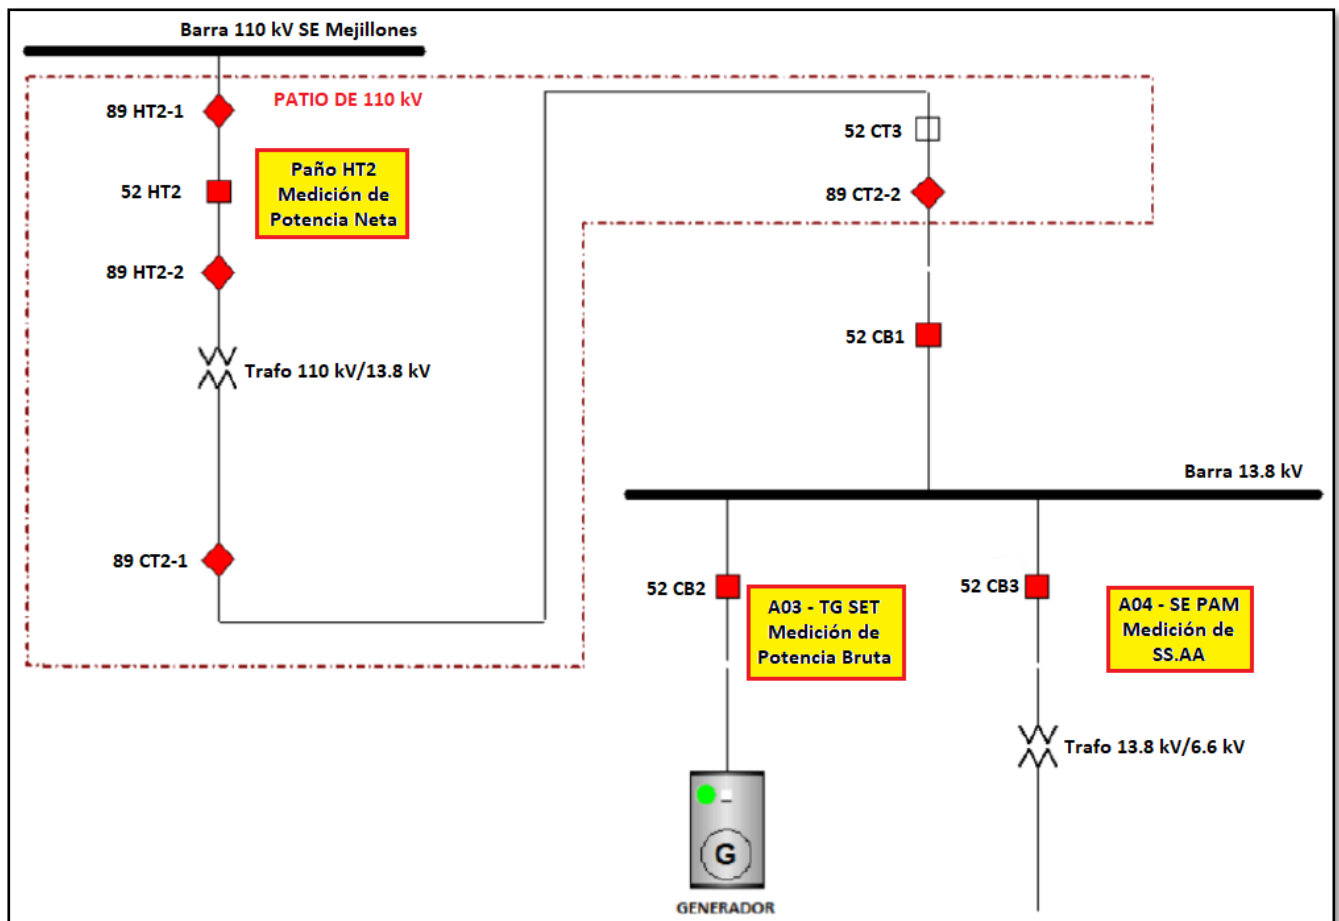 Barra 110 kV SE Mejillones
PATIO DE 110 kV
89 HT2-1
52 HT2
Paño HT2
Medición de
Potencia Neta
89 HT2-2
Trafo 110 kV/13.8 kV
89 CT2-1
52 CT3
89 CT2-2
52 CB1
Barra 13.8 kV
52 CB2
A03 - TG SET
Medición de
Potencia Bruta
52 CB3
A04 - SE PAM
Medición de
SS.AA
Trafo 13.8 kV/6.6 kV
G
GENERADOR